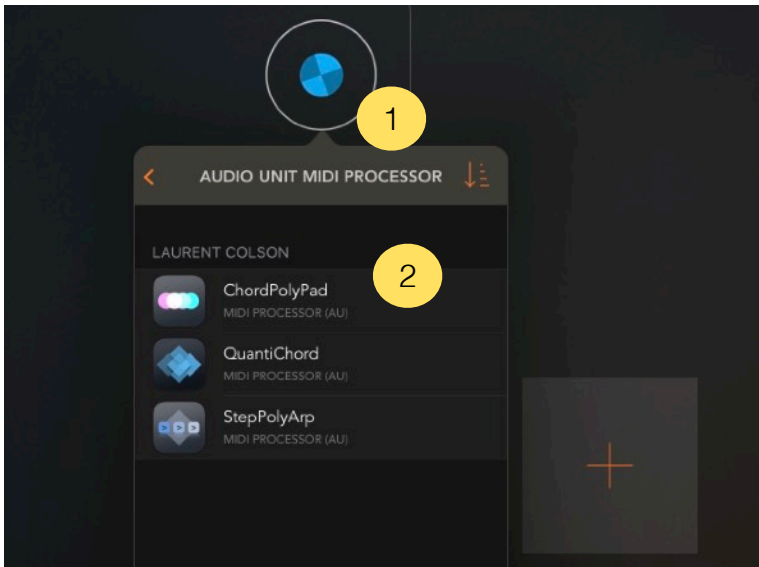 1
AUDIO UNIT MIDI PROCESSOR
LAURENT COLSON
2
ChordPolyPad
MIDI PROCESSOR (AU)
QuantiChord
MIDI PROCESSOR (AU)
StepPolyArp
MIDI PROCESSOR (AU)